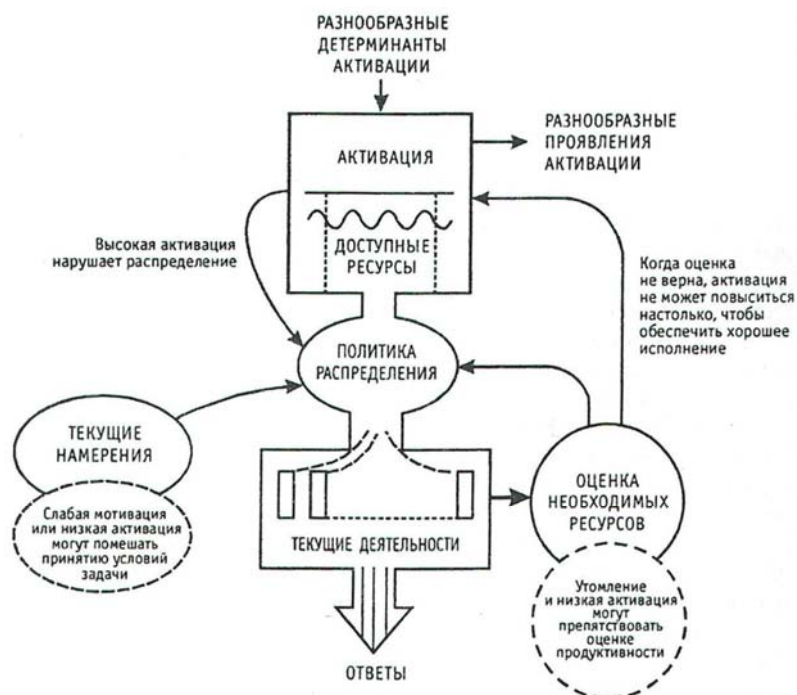 РАЗНООБРАЗНЫЕ
ДЕТЕРМИНАНТЫ
АКТИВАЦИИ
АКТИВАЦИЯ
РАЗНООБРАЗНЫЕ
ПРОЯВЛЕНИЯ
АКТИВАЦИИ
ДОСТУПНЫЕ
РЕСУРСЫ
Высокая активация
нарушает распределение
Когда оценка
не верна, активация
не может повыситься
настолько, чтобы
обеспечить хорошее
исполнение
ПОЛИТИКА
РАСПРЕДЕЛЕНИЯ
ТЕКУЩИЕ
НАМЕРЕНИЯ
Слабая мотивация
или низкая активация
могут помешать
принятию условий
задачи
ТЕКУЩИЕ ДЕЯТЕЛЬНОСТИ
ОЦЕНКА
НЕОБХОДИМЫХ
РЕСУРСОВ
Утомление
и низкая активация
могут
препятствовать
оценке
продуктивности
ОТВЕТЫ